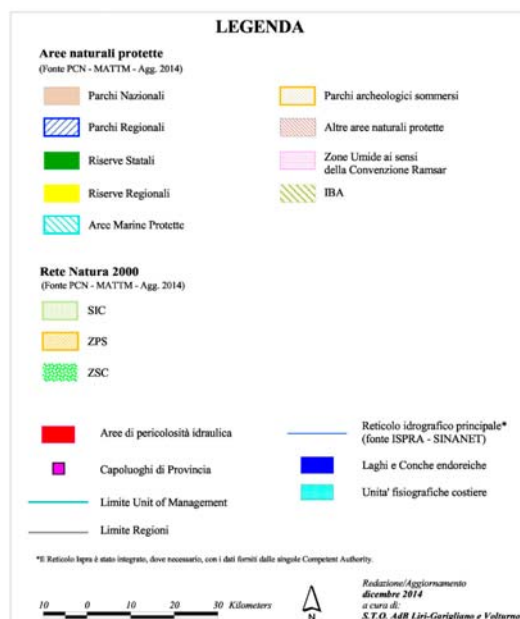 LEGENDA
Aree naturali protette
(Fonte PCN - MATTM - Agg. 2014)
Parchi Nazionali
Parchi Regionali
Riserve Statali
Riserve Regionali
Aree Marine Protette
Parchi archeologici sommersi
Altre aree naturali protette
Zone Umide ai sensi
della Convenzione Ramsar
IBA
Rete Natura 2000
(Fonte PCN - MATTM - Agg. 2014)
SIC
ZPS
ZSC
Aree di pericolosità idraulica
Capoluoghi di Provincia
Limite Unit of Management
Limite Regioni
Reticolo idrografico principale*
(fonte ISPRA - SINANET)
Laghi e Conche endoreiche
Unita' fisiografiche costiere
*Il Reticolo Ispra è stato integrato, dove necessario, con i dati forniti dalle singole Competent Authority.
10 0 10 20 30 Kilometers
N
Redazione/Aggiornamento
dicembre 2014
a cura di:
S.T.O. AdB Liri-Garigliano e Volturno